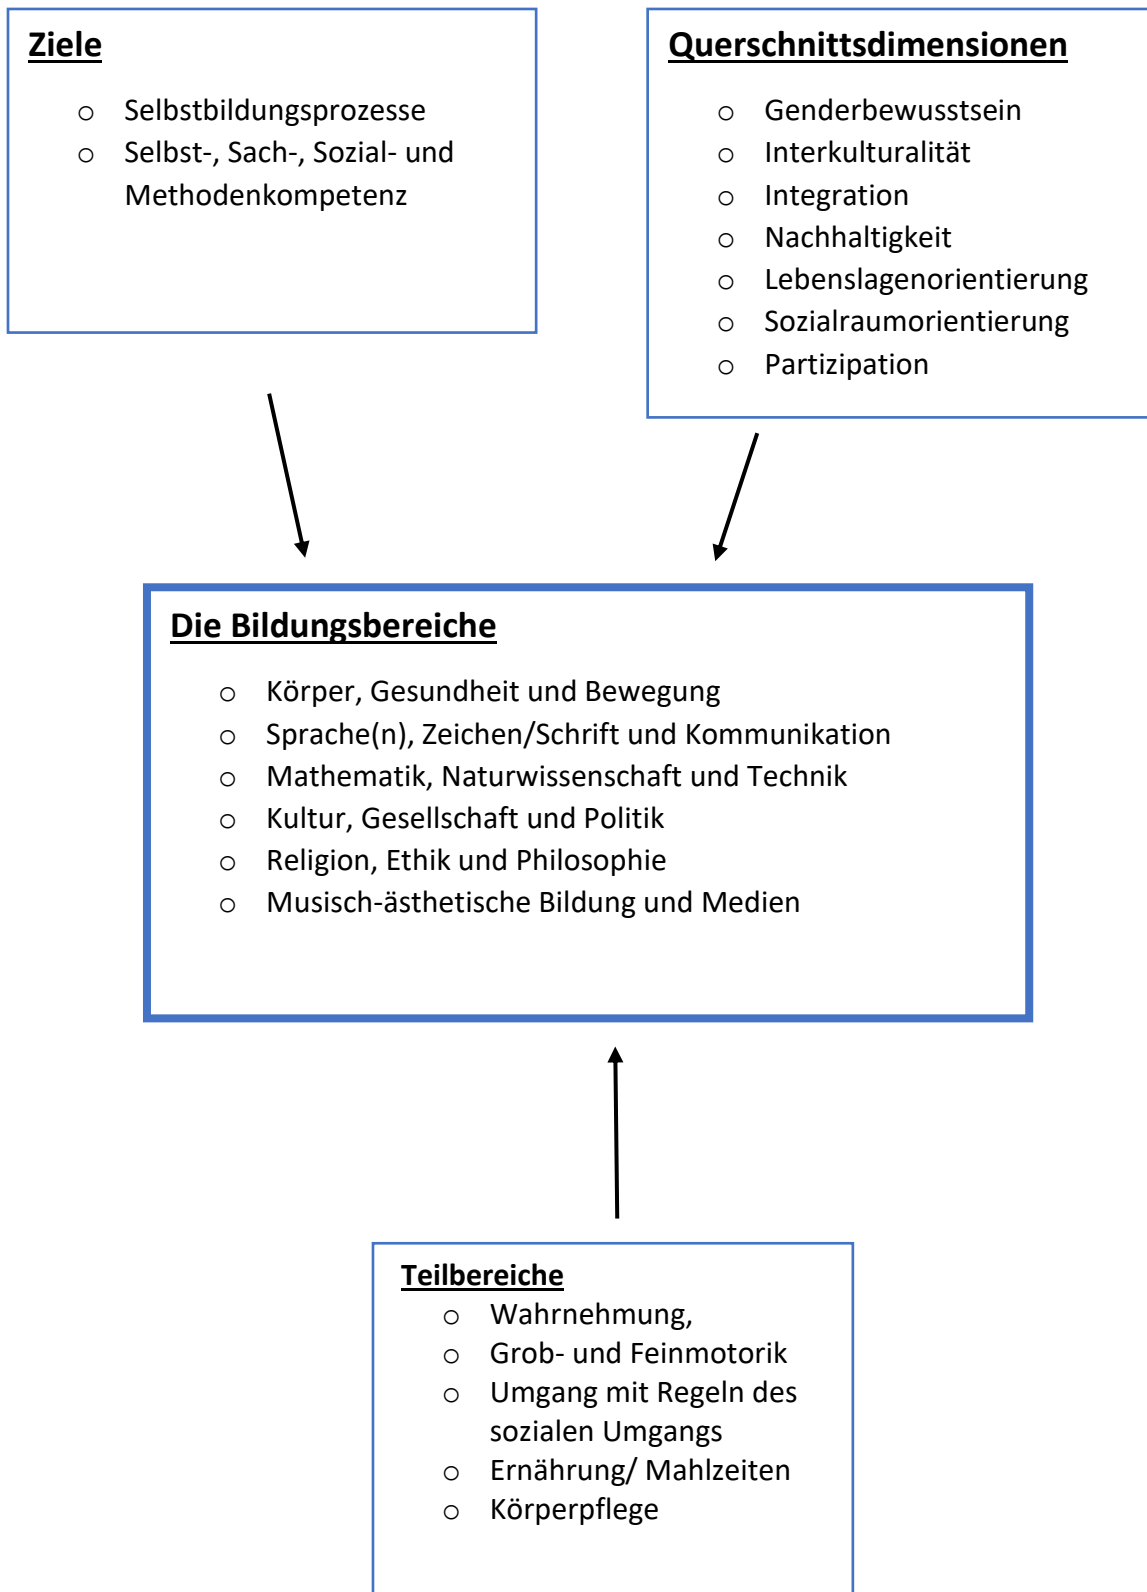 Ziele
o Selbstbildungsprozesse
o Selbst-, Sach-, Sozial- und
Methodenkompetenz
Querschnittsdimensionen
o Genderbewusstsein
o Interkulturalität
o Integration
o Nachhaltigkeit
o Lebenslagenorientierung
o Sozialraumorientierung
o Partizipation
Die Bildungsbereiche
o Körper, Gesundheit und Bewegung
o Sprache(n), Zeichen/Schrift und Kommunikation
o Mathematik, Naturwissenschaft und Technik
o Kultur, Gesellschaft und Politik
o Religion, Ethik und Philosophie
o Musisch-ästhetische Bildung und Medien
Teilbereiche
o Wahrnehmung,
o Grob- und Feinmotorik
o Umgang mit Regeln des
sozialen Umgangs
o Ernährung/ Mahlzeiten
o Körperpflege